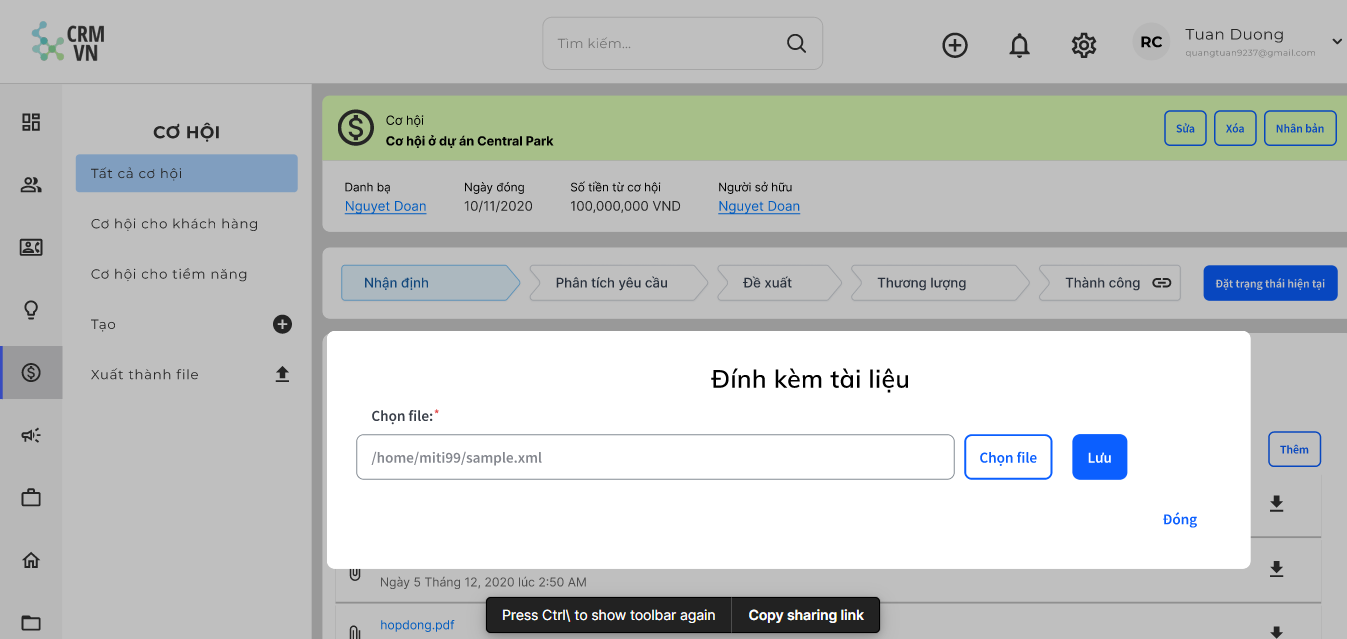 CRM
VN
Tìm kiếm...
RC
Tuan Duong
quangtuan9237@gmail.com
CƠ HỘI
Tất cả cơ hội
Cơ hội cho khách hàng
Cơ hội cho tiềm năng
Tạo
Xuất thành file
Cơ hội
Cơ hội ở dự án Central Park
Sửa
Xóa
Nhân bản
Danh bạ
Nguyet Doan
Ngày đóng
10/11/2020
Số tiền từ cơ hội
100,000,000 VND
Người sở hữu
Nguyet Doan
Nhận định
Phân tích yêu cầu
Đề xuất
Thương lượng
Thành công
Đặt trạng thái hiện tại
Đính kèm tài liệu
Chọn file:*
/home/miti99/sample.xml
Chọn file
Lưu
Đóng
Thêm
Ngày 5 Tháng 12, 2020 lúc 2:50 AM
hopdong.pdf
Press Ctrl\ to show toolbar again
Copy sharing link